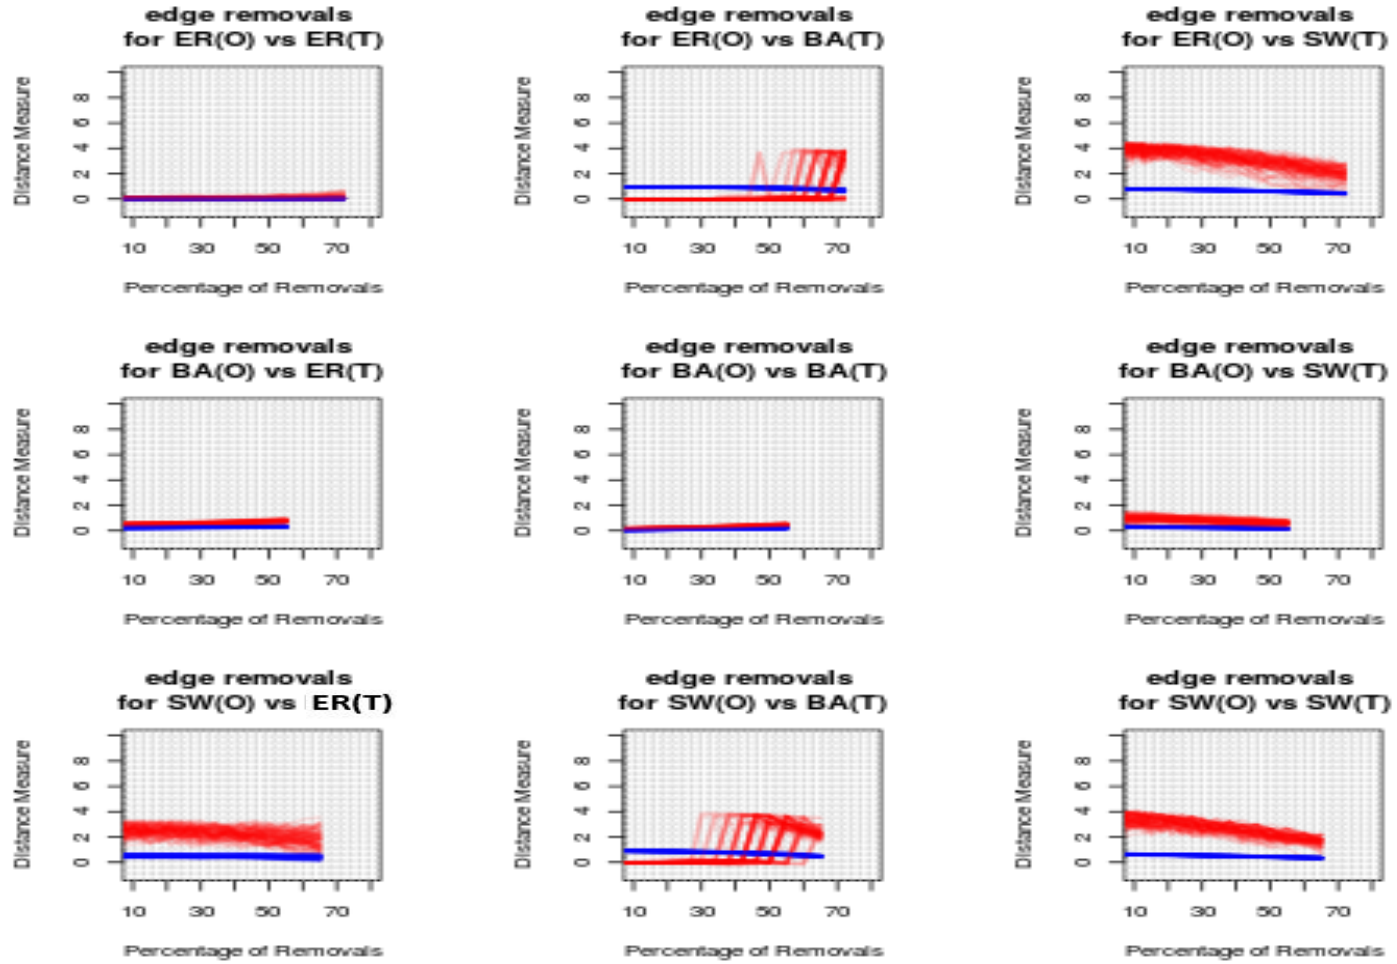 edge removals
for ER(O) vs ER(T)
Distance Measure
0 2 4 6 8
10 30 50 70
Percentage of Removals
edge removals
for ER(O) vs BA(T)
Distance Measure
0 2 4 6 8
10 30 50 70
Percentage of Removals
edge removals
for ER(O) vs SW(T)
Distance Measure
0 2 4 6 8
10 30 50 70
Percentage of Removals
edge removals
for BA(O) vs ER(T)
Distance Measure
0 2 4 6 8
10 30 50 70
Percentage of Removals
edge removals
for BA(O) vs BA(T)
Distance Measure
0 2 4 6 8
10 30 50 70
Percentage of Removals
edge removals
for BA(O) vs SW(T)
Distance Measure
0 2 4 6 8
10 30 50 70
Percentage of Removals
edge removals
for SW(O) vs ER(T)
Distance Measure
0 2 4 6 8
10 30 50 70
Percentage of Removals
edge removals
for SW(O) vs BA(T)
Distance Measure
0 2 4 6 8
10 30 50 70
Percentage of Removals
edge removals
for SW(O) vs SW(T)
Distance Measure
0 2 4 6 8
10 30 50 70
Percentage of Removals